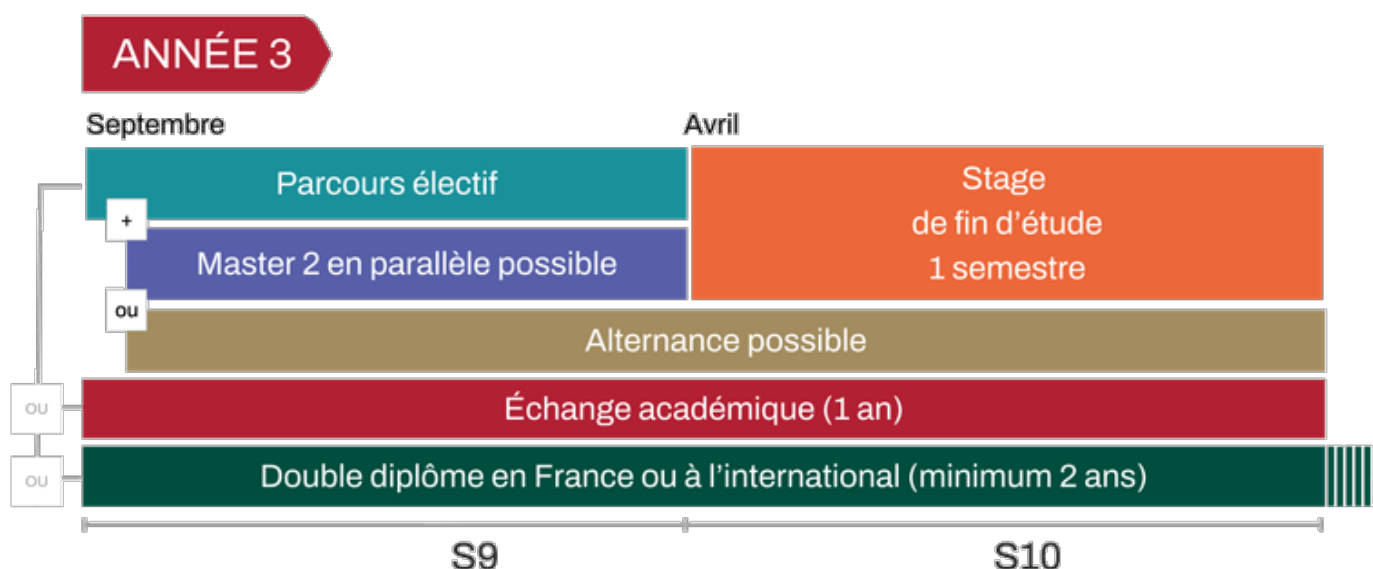 ANNÉE 3
Septembre
Avril
Parcours électif
+
Master 2 en parallèle possible
Stage
de fin d’étude
1 semestre
ou
Alternance possible
OU
Échange académique (1 an)
OU
Double diplôme en France ou à l’international (minimum 2 ans)
S9
S10